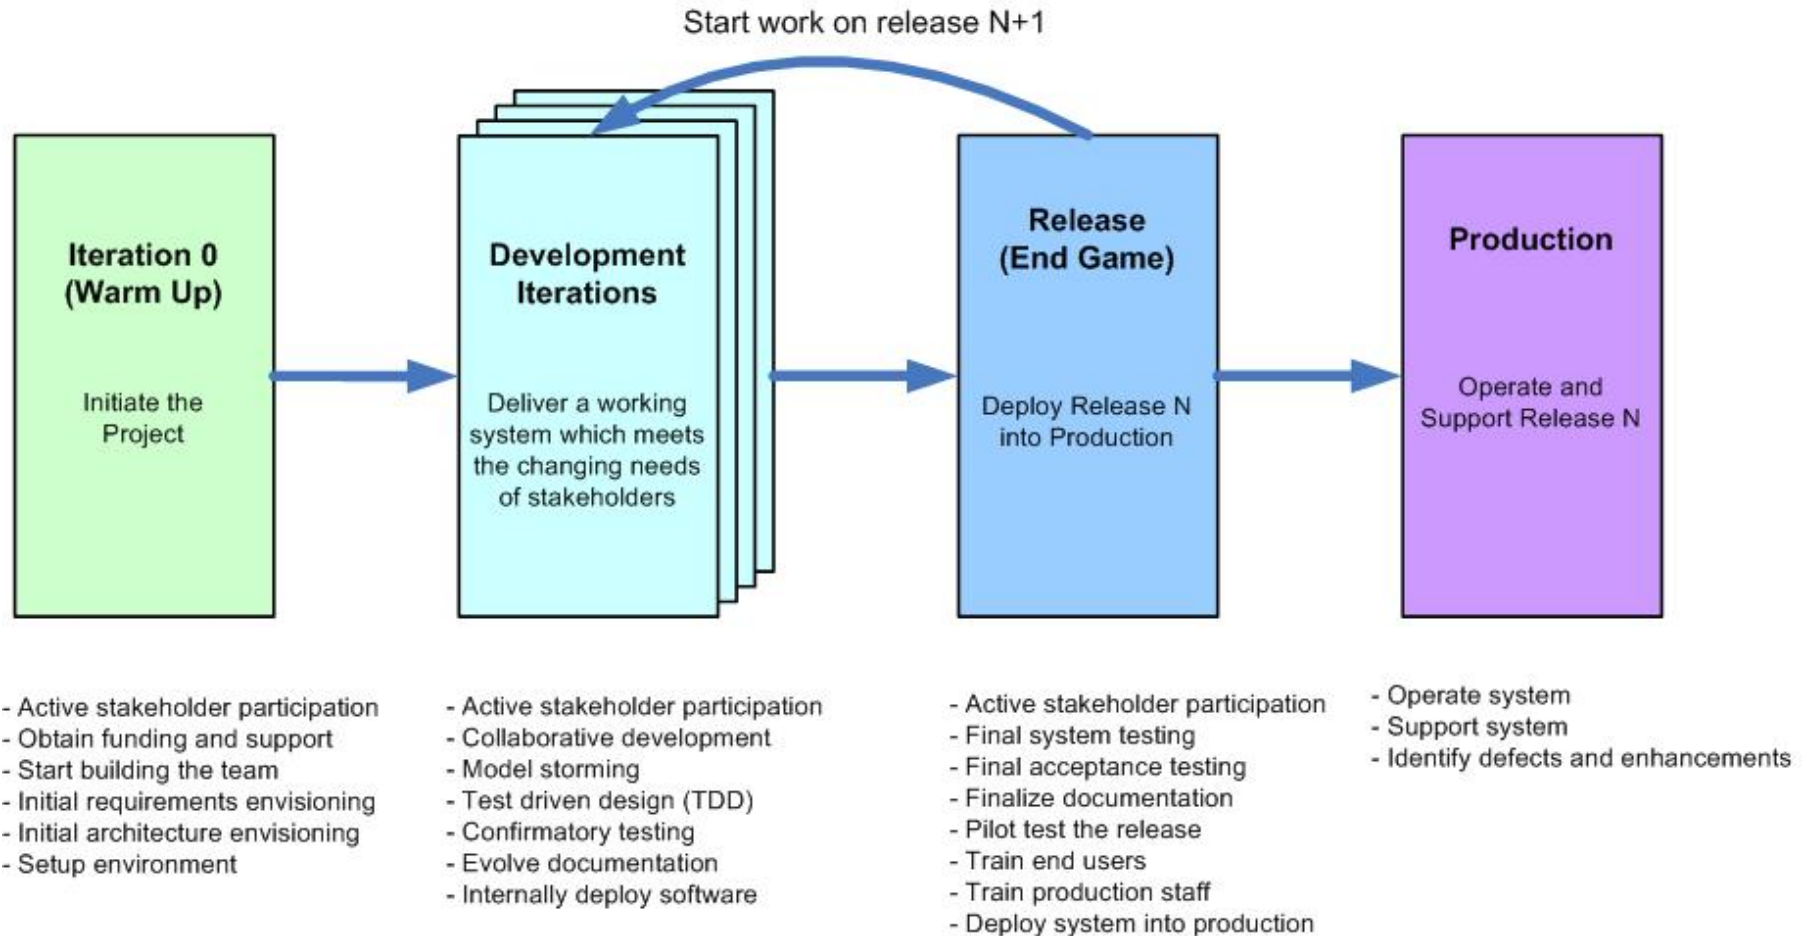 Start work on release N+1
Iteration 0
(Warm Up)
Initiate the
Project
Development
Iterations
Deliver a working
system which meets
the changing needs
of stakeholders
Release
(End Game)
Deploy Release N
into Production
Production
Operate and
Support Release N
- Active stakeholder participation
- Obtain funding and support
- Start building the team
- Initial requirements envisioning
- Initial architecture envisioning
- Setup environment
- Active stakeholder participation
- Collaborative development
- Model storming
- Test driven design (TDD)
- Confirmatory testing
- Evolve documentation
- Internally deploy software
- Active stakeholder participation
- Final system testing
- Final acceptance testing
- Finalize documentation
- Pilot test the release
- Train end users
- Train production staff
- Deploy system into production
- Operate system
- Support system
- Identify defects and enhancements